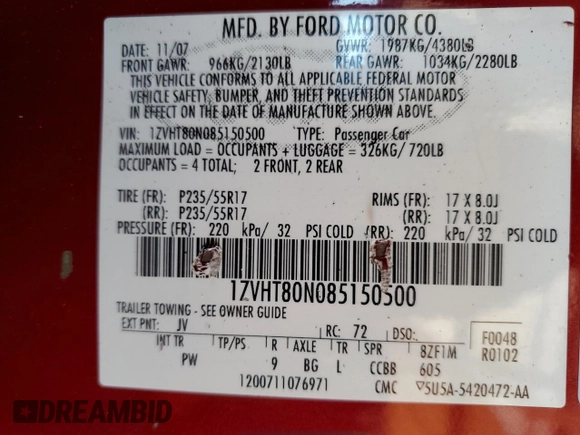 MFD. BY FORD MOTOR CO.
DATE: 11/07 GVWR: 1987KG/4380LB
FRONT GAWR: 966KG/2130LB REAR GAWR: 1034KG/2280LB
THIS VEHICLE CONFORMS TO ALL APPLICABLE FEDERAL MOTOR
VEHICLE SAFETY, BUMPER, AND THEFT PREVENTION STANDARDS
IN EFFECT ON THE DATE OF MANUFACTURE SHOWN ABOVE.
VIN: 1ZVHT80N085150500 TYPE: Passenger Car
MAXIMUM LOAD = OCCUPANTS + LUGGAGE = 326KG/720LB
OCCUPANTS = 4 TOTAL: 2 FRONT, 2 REAR
TIRE (FR): P235/55R17 RIMS (FR): 17 X 8.0J
(RR): P235/55R17 (RR): 17 X 8.0J
PRESSURE (FR): 220 kPa/ 32 PSI COLD (RR): 220 kPa/ 32 PSI COLD
1ZVHT80N085150500
TRAILER TOWING - SEE OWNER GUIDE
EXT PNT: JV RC: 72 DSO: F0048
INT TR TP/PS R AXLE TR SPR 8ZF1M R0102
PW 9 BG L CCBB 605
1200711076971 CMC ▽5U5A-5420472-AA
DREAMBID